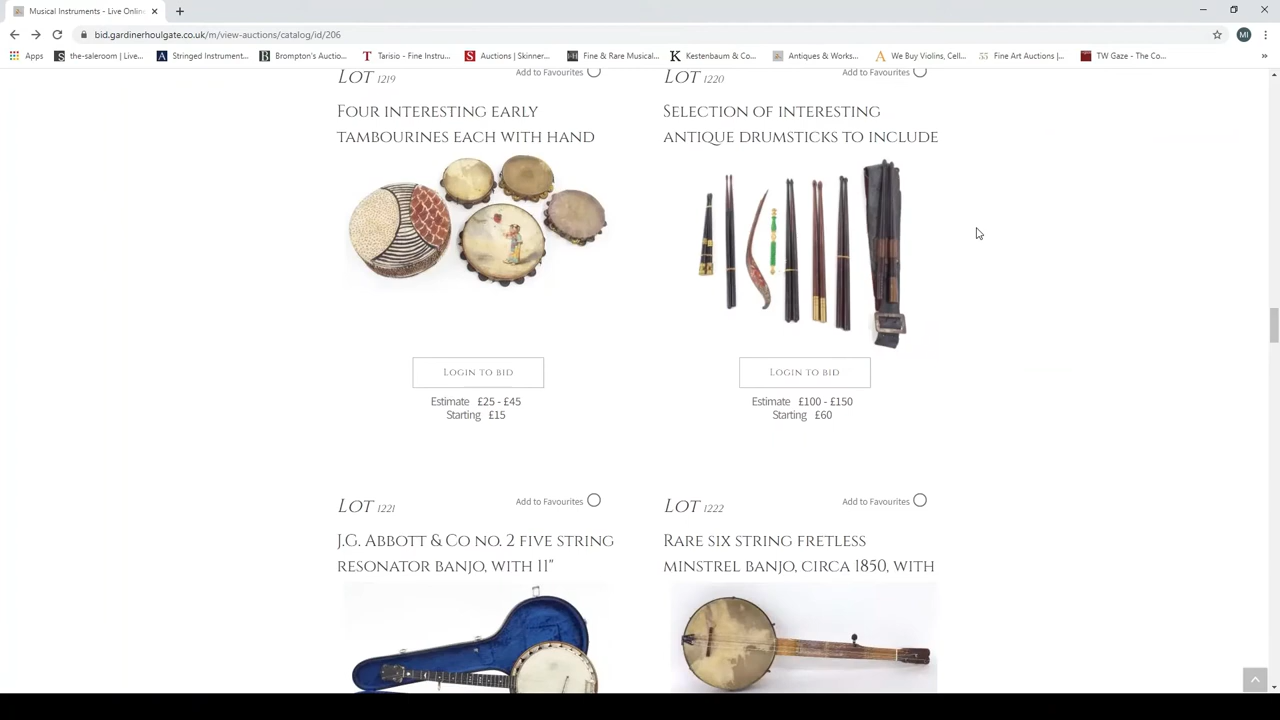 Musical Instruments - Live Onlin
bid.gardinerhoulgate.co.uk/m/view-auctions/catalog/id/206
MI
Apps
the-saleroom | Live...
Stringed Instrument...
Brompton's Auctio...
Tarisio - Fine Instru...
Auctions | Skinner...
Fine & Rare Musical...
Kestenbaum & Co...
Antiques & Works...
We Buy Violins, Cell...
Fine Art Auctions |...
TW Gaze - The Co...
»
Lot 1219
Add to Favourites
Four interesting early
tambourines each with hand
Login to bid
Estimate £25 - £45
Starting £15
Lot 1220
Add to Favourites
Selection of interesting
antique drumsticks to include
Login to bid
Estimate £100 - £150
Starting £60
Lot 1221
Add to Favourites
J.G. Abbott & Co no. 2 five string
resonator banjo, with 11"
Lot 1222
Add to Favourites
Rare six string fretless
minstrel banjo, circa 1850, with